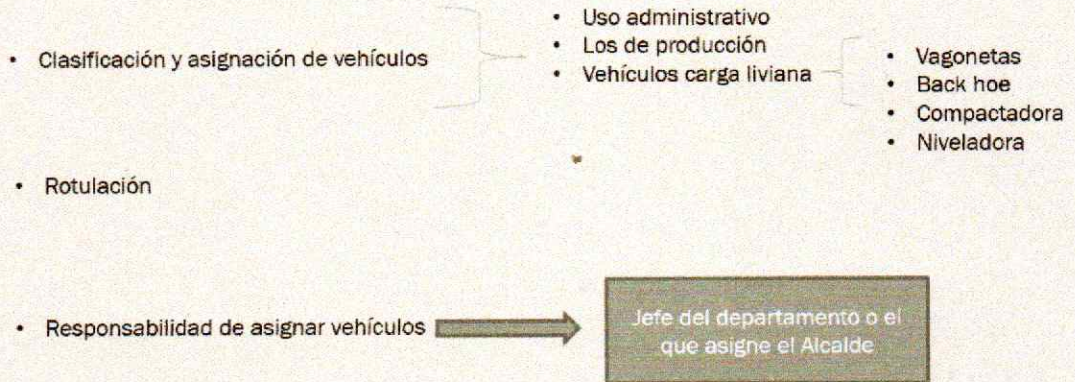 • Clasificación y asignación de vehículos
• Uso administrativo
• Los de producción
• Vehículos carga liviana
• Vagonetas
• Back hoe
• Compactadora
• Niveladora
• Rotulación
• Responsabilidad de asignar vehículos
Jefe del departamento o el
que asigne el Alcalde